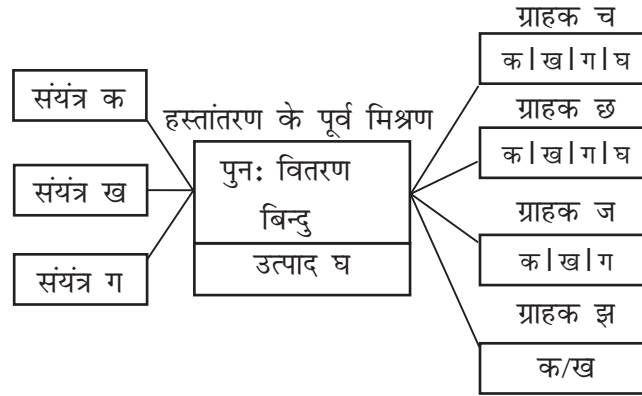 संयंत्र क
संयंत्र ख
संयंत्र ग
हस्तांतरण के पूर्व मिश्रण
पुन: वितरण
बिन्दु
उत्पाद घ
ग्राहक च
क|ख|ग|घ
ग्राहक छ
क|ख|ग|घ
ग्राहक ज
क|ख|ग
ग्राहक झ
क/ख